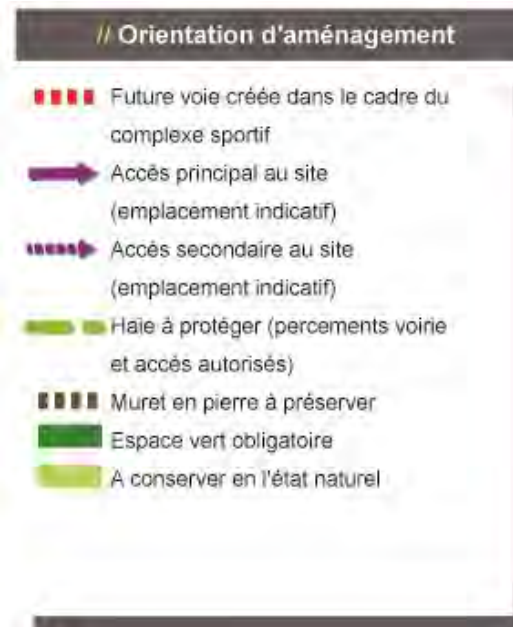 // Orientation d'aménagement
Future voie créée dans le cadre du
complexe sportif
Accès principal au site
(emplacement indicatif)
Accès secondaire au site
(emplacement indicatif)
Haie à protéger (percements voirie
et accès autorisés)
Muret en pierre à préserver
Espace vert obligatoire
A conserver en l'état naturel